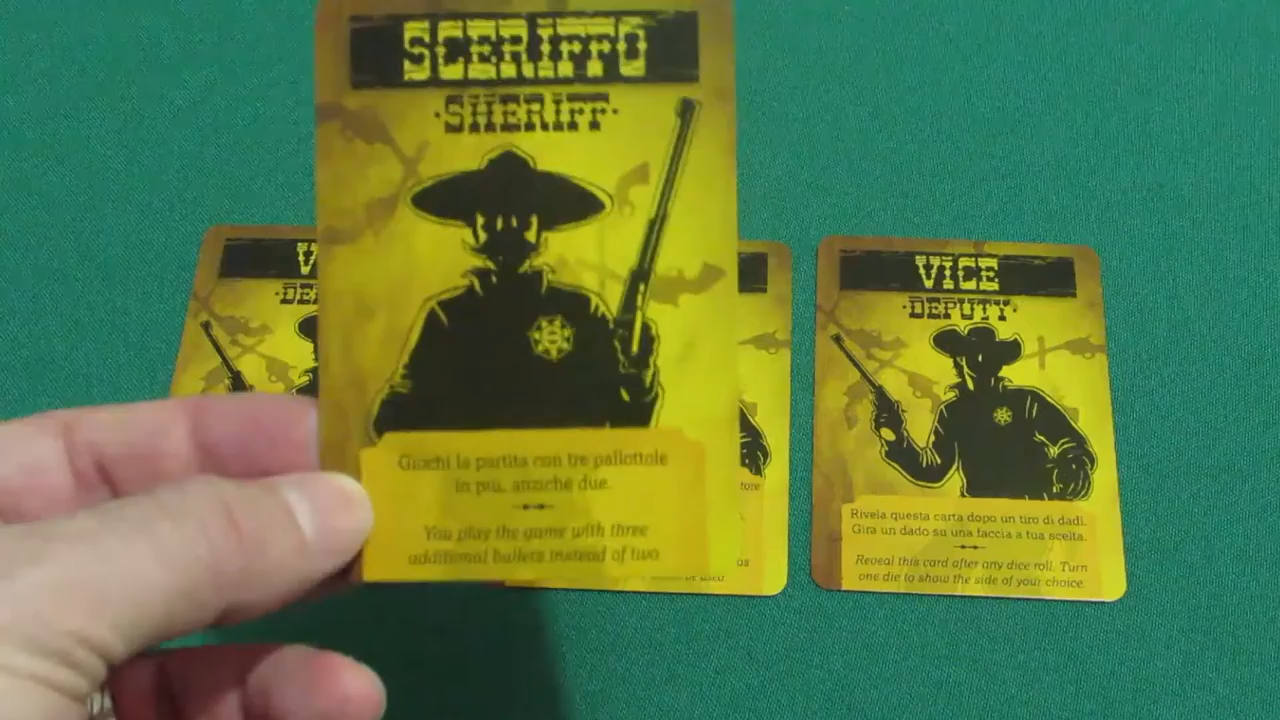 SCERIFFO
·SHERIFF·
Giochi la partita con tre pallottole
in più, anziché due.
You play the game with three
additional bullets instead of two.
VICE
·DEPUTY·
Rivela questa carta dopo un tiro di dadi.
Gira un dado su una faccia a tua scelta.
Reveal this card after any dice roll. Turn
one die to show the side of your choice.